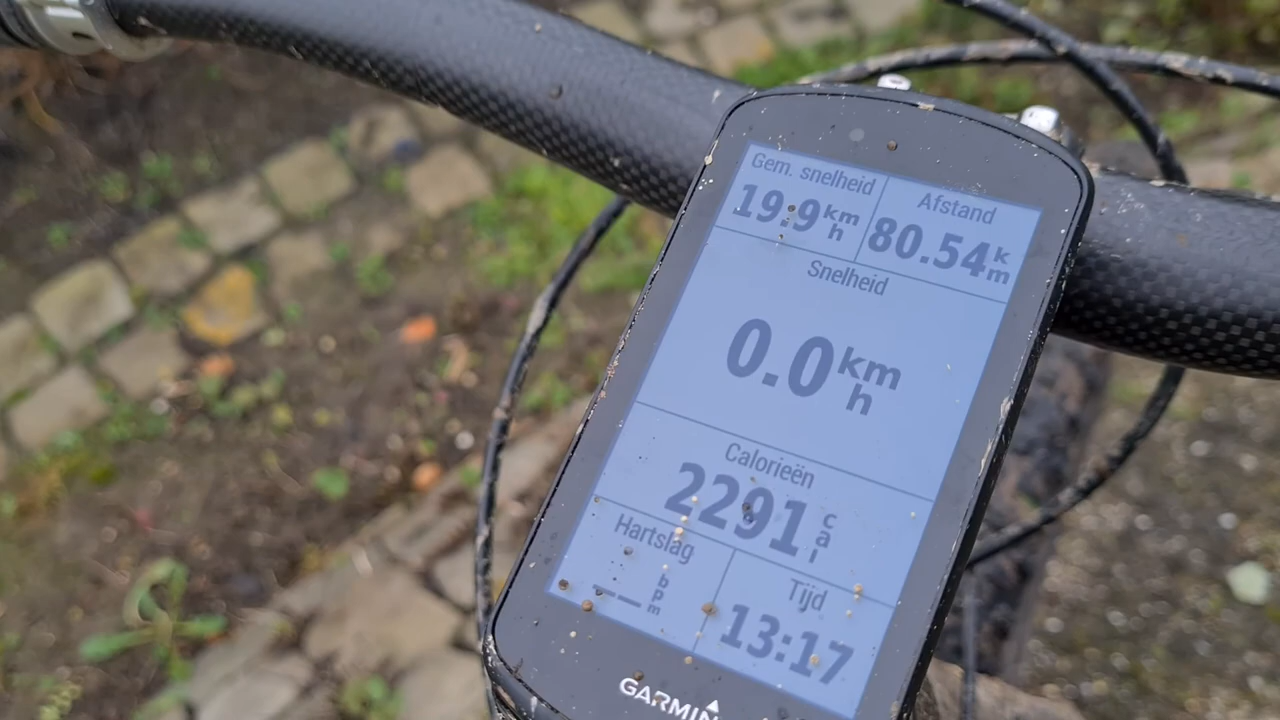 Gem. snelheid
19.9 km/h
Afstand
80.54 km
Snelheid
0.0 km/h
Calorieën
2291 cal
Hartslag
-- bpm
Tijd
13:17
GARMIN